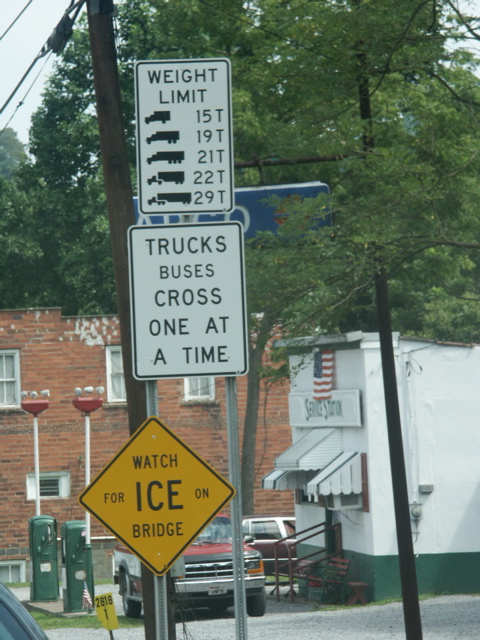 WEIGHT
LIMIT
15T
19T
21T
22T
29T
TRUCKS
BUSES
CROSS
ONE AT
A TIME
SERVICE STATION
WATCH
FOR ICE ON
BRIDGE
2818